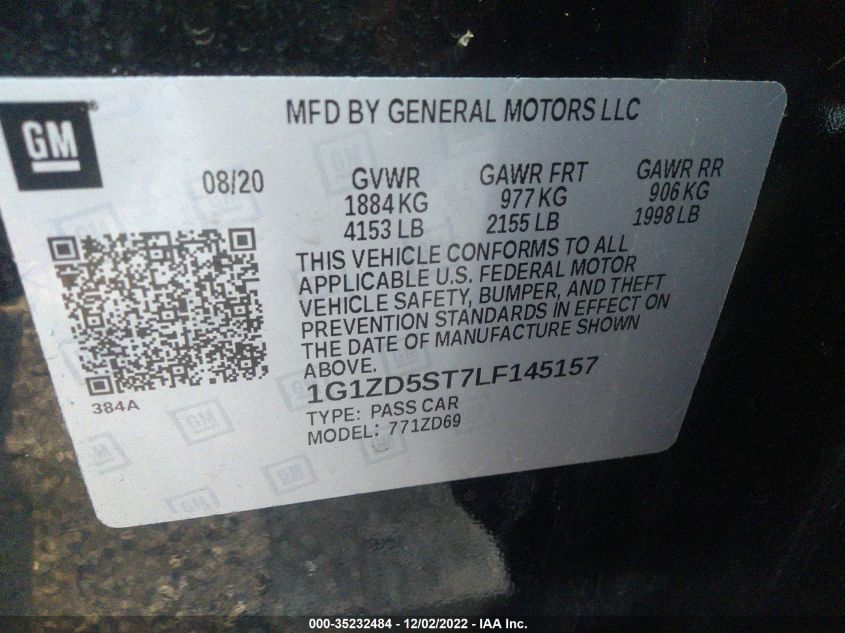 MFD BY GENERAL MOTORS LLC
GM
08/20
GVWR
1884 KG
4153 LB
GAWR FRT
977 KG
2155 LB
GAWR RR
906 KG
1998 LB
THIS VEHICLE CONFORMS TO ALL
APPLICABLE U.S. FEDERAL MOTOR
VEHICLE SAFETY, BUMPER, AND THEFT
PREVENTION STANDARDS IN EFFECT ON
THE DATE OF MANUFACTURE SHOWN
ABOVE.
1G1ZD5ST7LF145157
TYPE: PASS CAR
MODEL: 771ZD69
384A
000-35232484 - 12/02/2022 - IAA Inc.